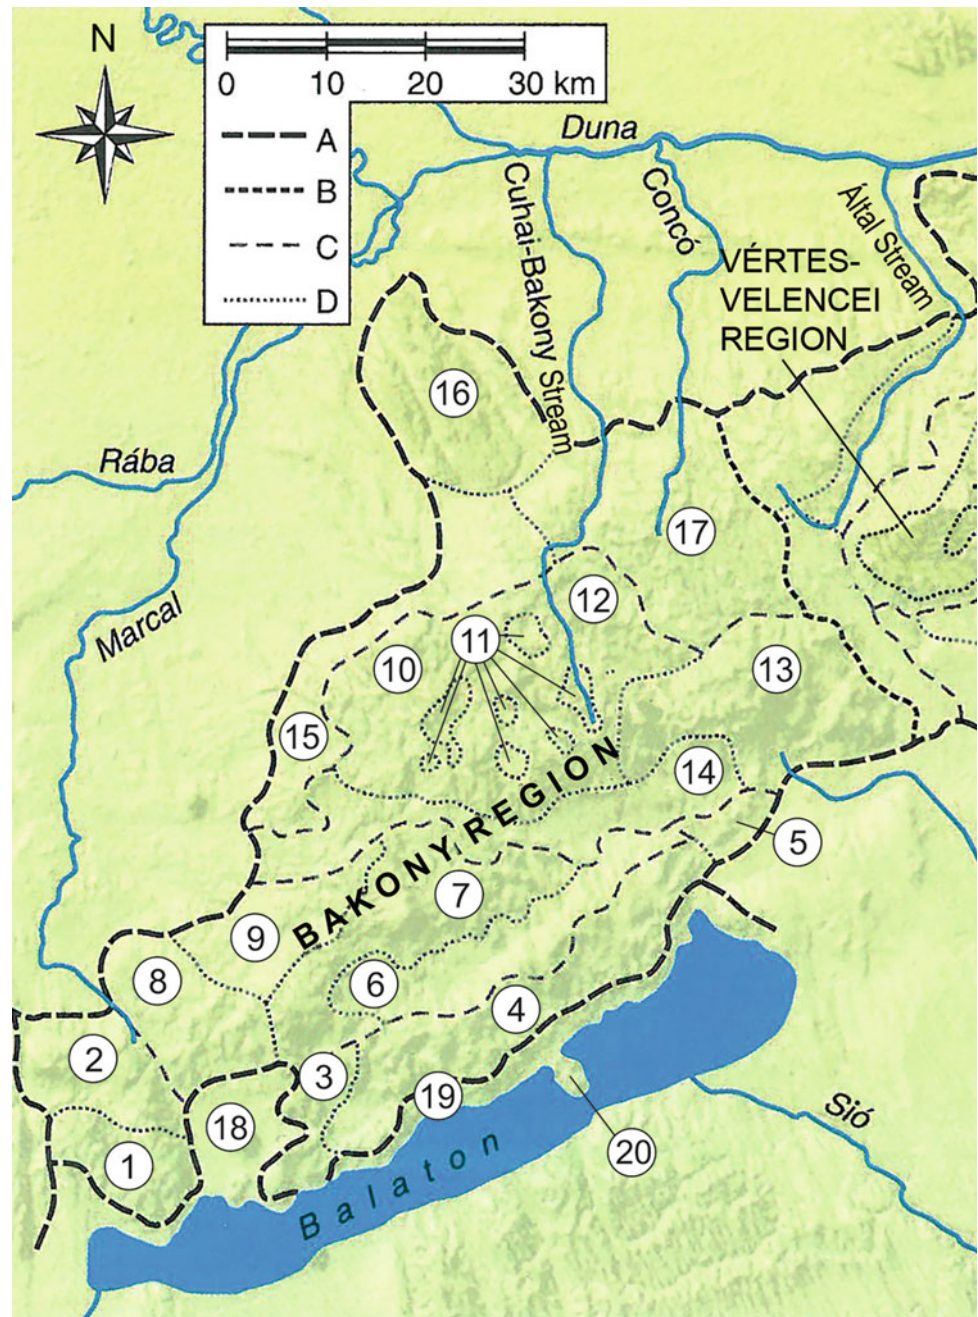 N
0 10 20 30 km
A
B
C
D
Duna
Cuhai-Bakony Stream
Concó
Által Stream
VÉRTES-
VELENCEI
REGION
16
Rába
17
12
Marcal
11
10
13
15
14
BAKONY REGION
5
7
9
8
6
4
2
3
19
18
20
Sió
1
Balaton